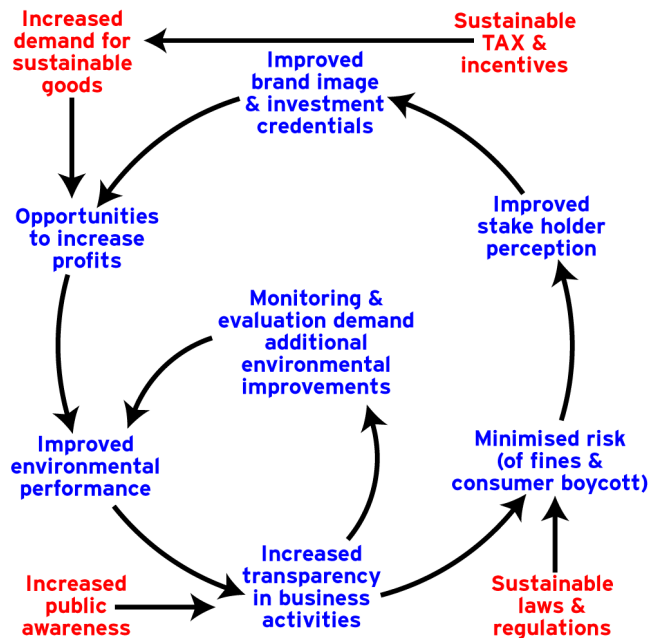 Increased
demand for
sustainable
goods
Sustainable
TAX &
incentives
Improved
brand image
& investment
credentials
Opportunities
to increase
profits
Improved
stake holder
perception
Monitoring &
evaluation demand
additional
environmental
improvements
Improved
environmental
performance
Minimised risk
(of fines &
consumer boycott)
Increased
transparency
in business
activities
Increased
public
awareness
Sustainable
laws &
regulations